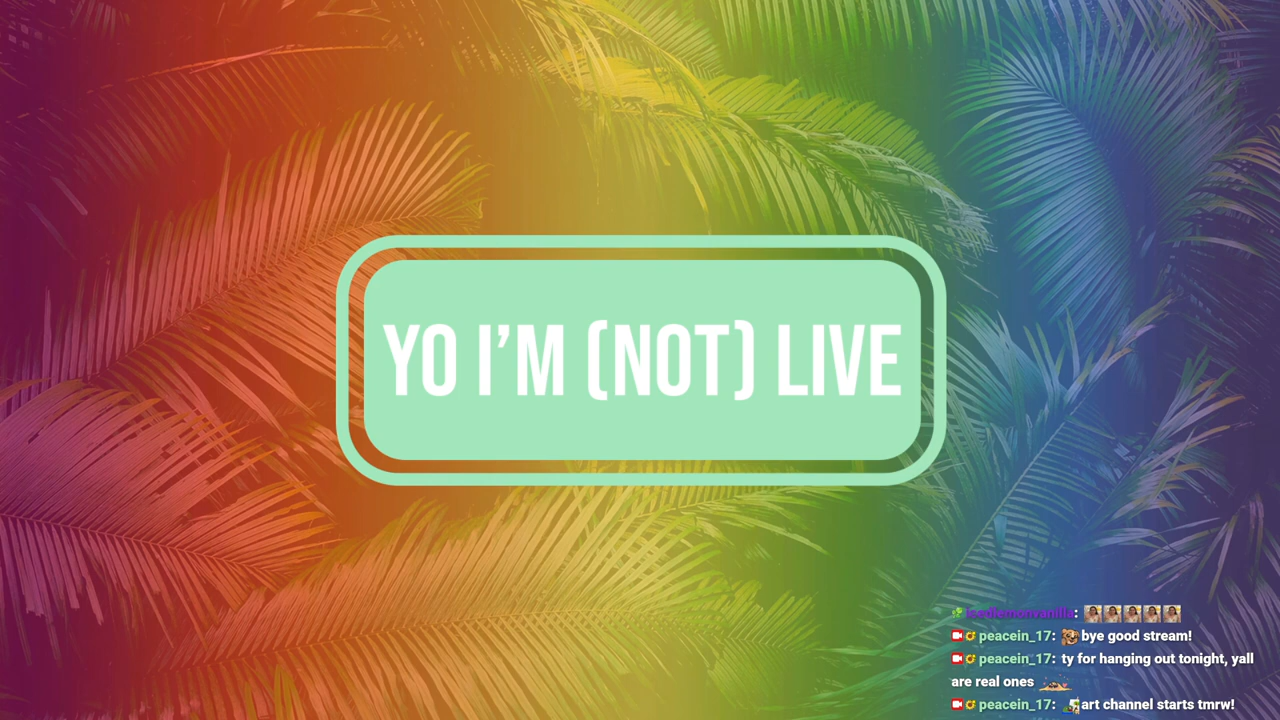 YO I'M (NOT) LIVE
peacein_17: bye good stream!
peacein_17: ty for hanging out tonight, yall
are real ones
peacein_17: art channel starts tmrw!